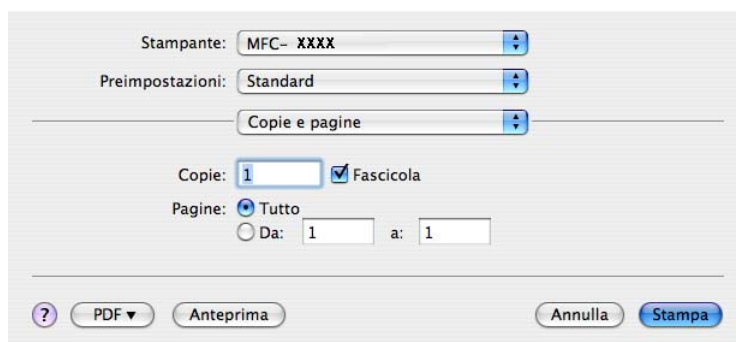 Stampante: MFC- XXXX
Preimpostazioni: Standard
Copie e pagine
Copie: 1 Fascicola
Pagine: Tutto
Da: 1 a: 1
? PDF Anteprima Annulla Stampa